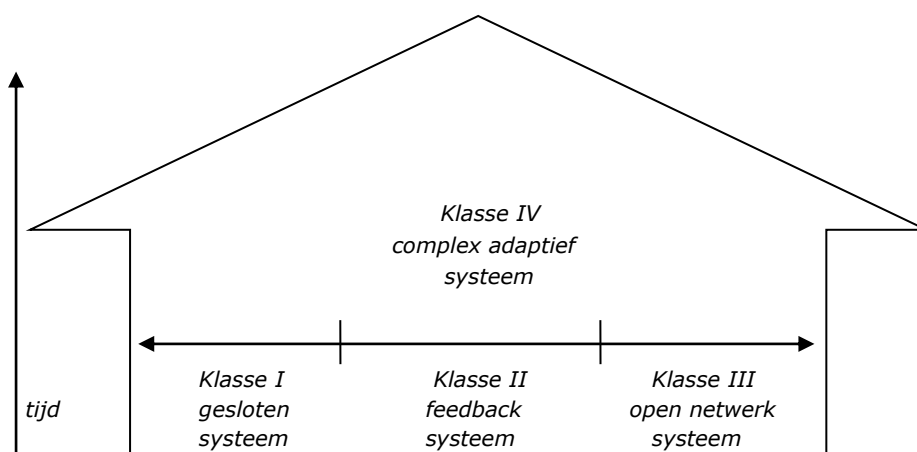 Klasse IV
complex adaptief
systeem
Klasse I
gesloten
systeem
Klasse II
feedback
systeem
Klasse III
open netwerk
systeem
tijd